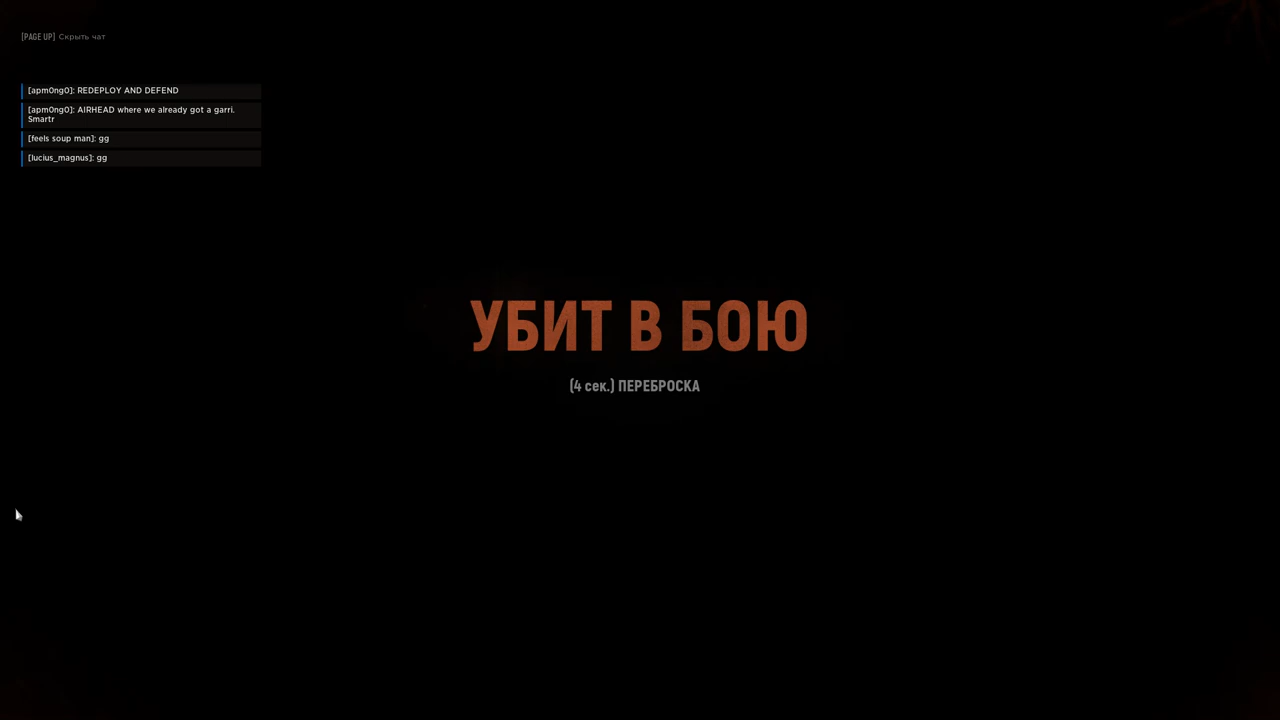 [PAGE UP] Скрыть чат
[apm0ng0]: REDEPLOY AND DEFEND
[apm0ng0]: AIRHEAD where we already got a garri.
Smartr
[feels soup man]: gg
[lucius_magnus]: gg
УБИТ В БОЮ
(4 сек.) ПЕРЕБРОСКА